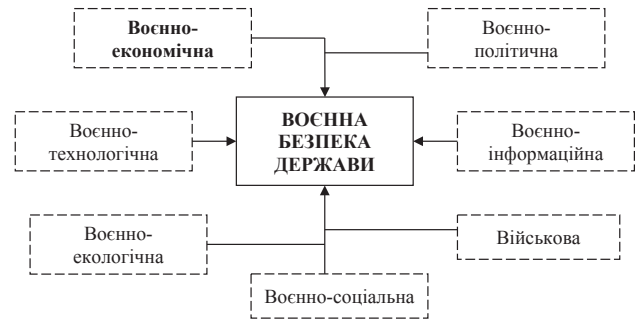 Воєнно-
економічна
Воєнно-
політична
Воєнно-
технологічна
ВОЄННА
БЕЗПЕКА
ДЕРЖАВИ
Воєнно-
інформаційна
Воєнно-
екологічна
Військова
Воєнно-соціальна